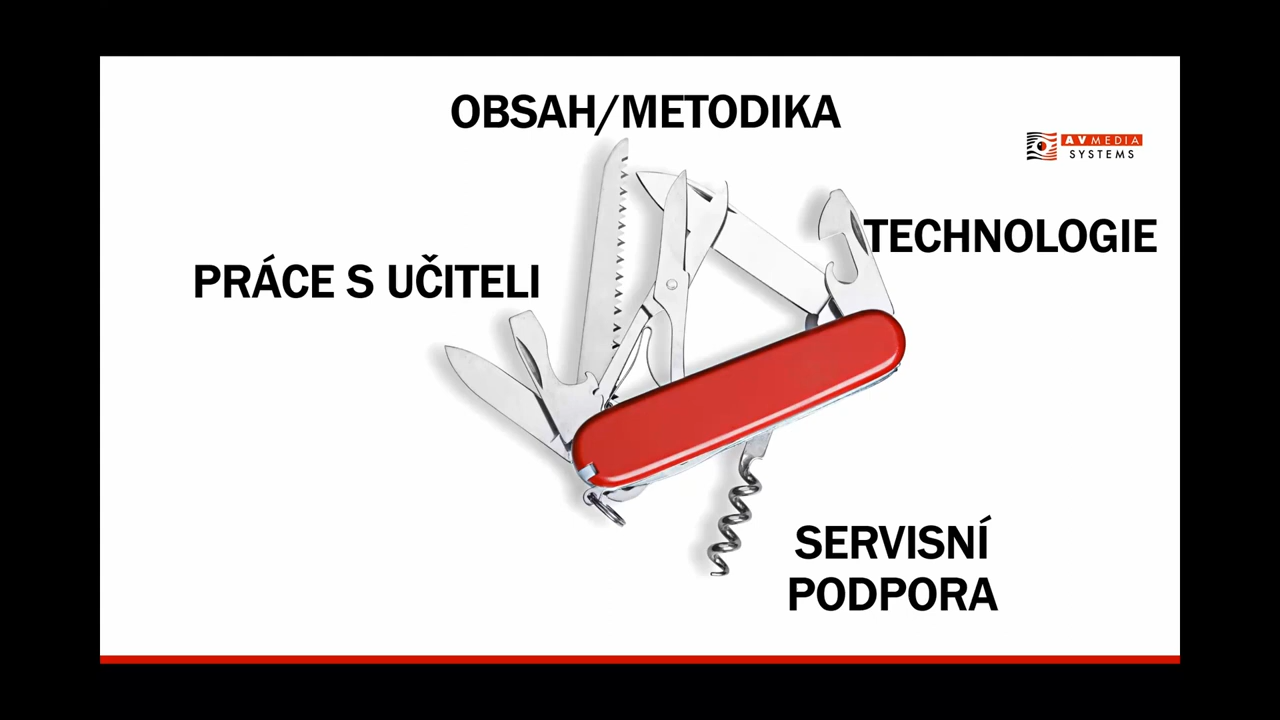 OBSAH/METODIKA
AV MEDIA
SYSTEMS
TECHNOLOGIE
PRÁCE S UČITELI
SERVISNÍ
PODPORA